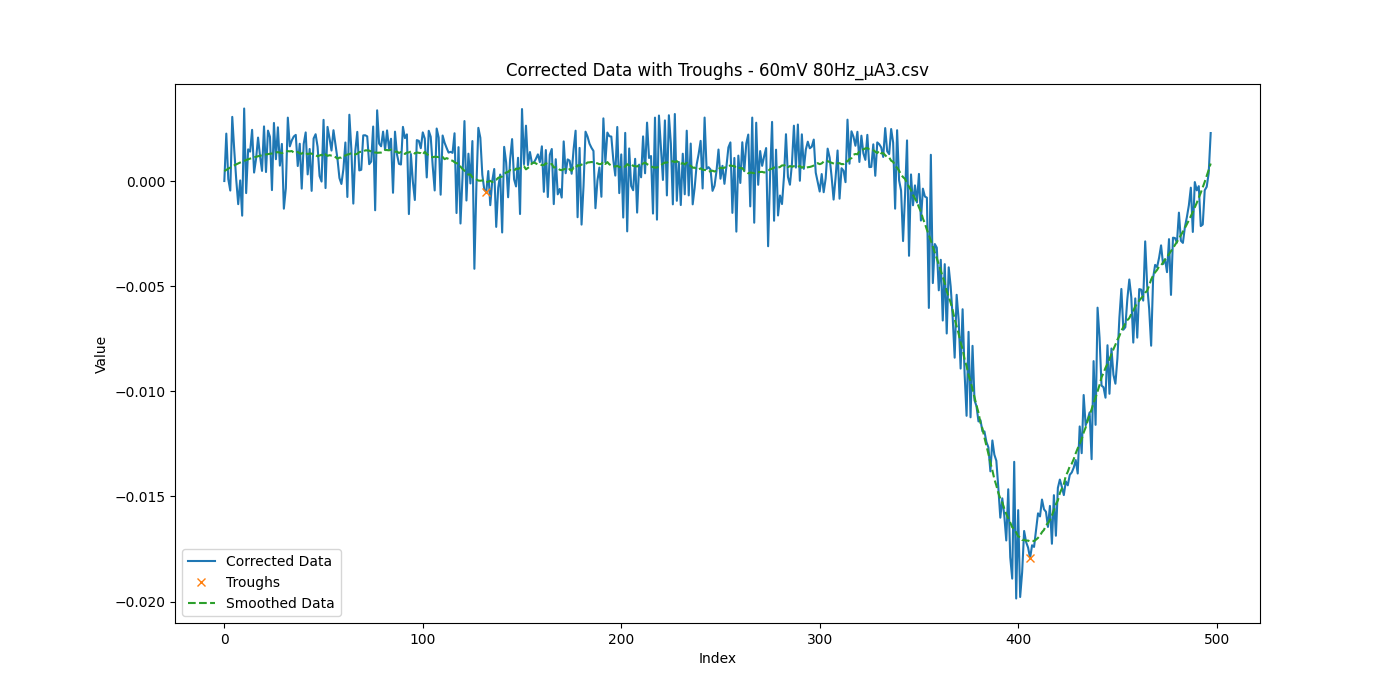 Corrected Data with Troughs - 60mV 80Hz_µA3.csv
Value
0.000
−0.005
−0.010
−0.015
−0.020
Corrected Data
Troughs
Smoothed Data
0 100 200 300 400 500
Index